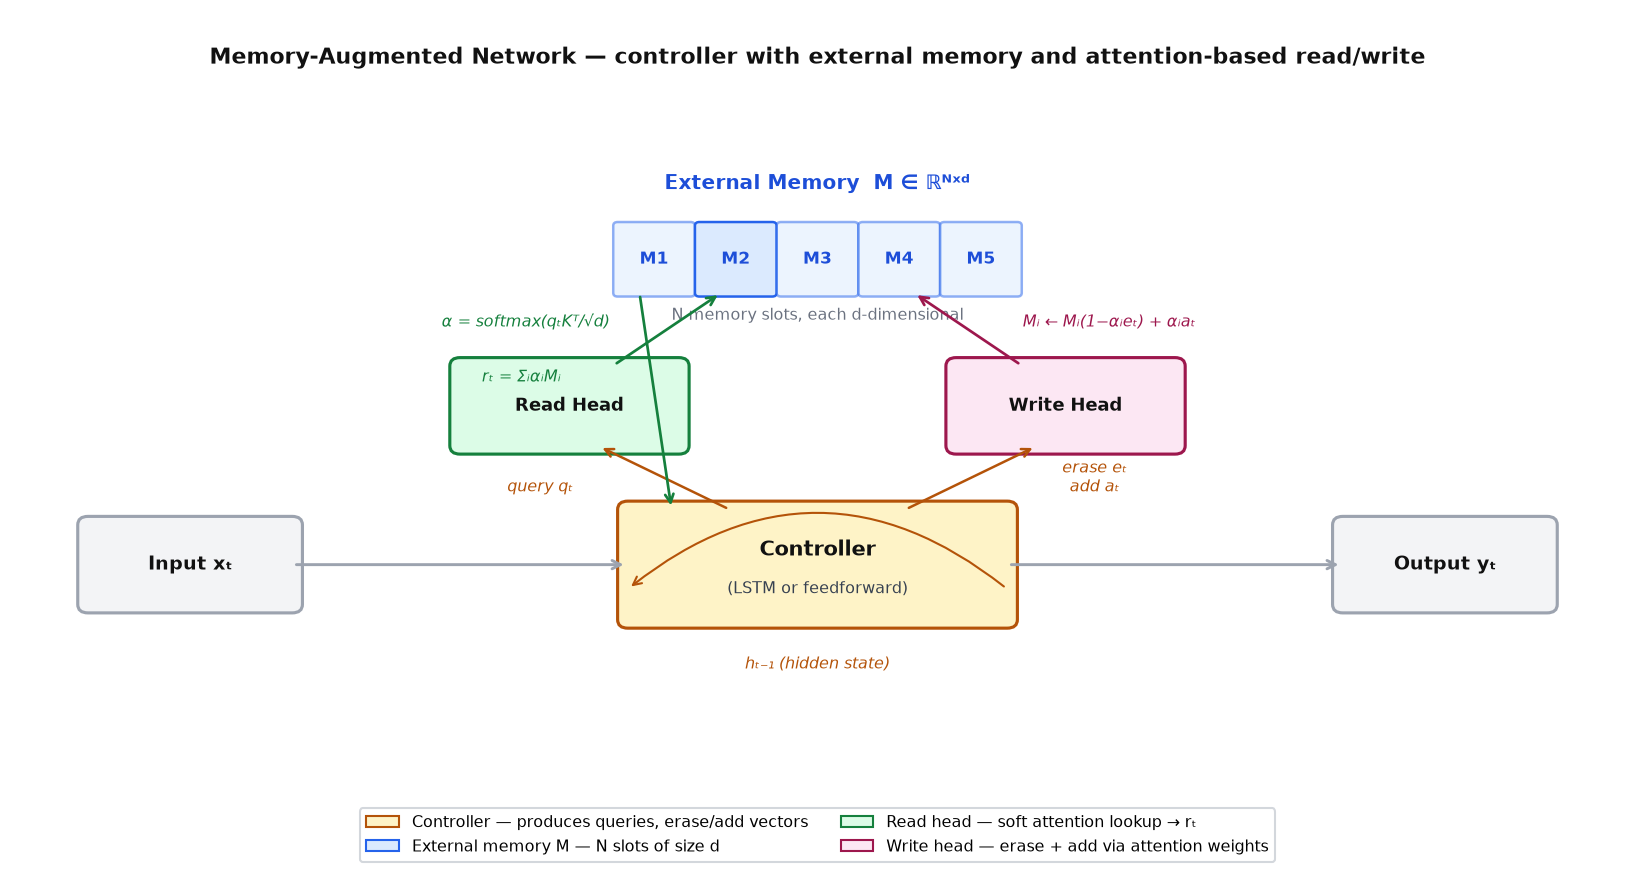 Memory-Augmented Network — controller with external memory and attention-based read/write
External Memory  M ∈ ℝᴺˣᵈ
M1 M2 M3 M4 M5
N memory slots, each d-dimensional
α = softmax(qₜKᵀ/√d)
Mᵢ ← Mᵢ(1−αᵢeₜ) + αᵢaₜ
rₜ = ΣᵢαᵢMᵢ
Read Head
Write Head
query qₜ
erase eₜ
add aₜ
Input xₜ
Controller
(LSTM or feedforward)
Output yₜ
hₜ₋₁ (hidden state)
Controller — produces queries, erase/add vectors
External memory M — N slots of size d
Read head — soft attention lookup → rₜ
Write head — erase + add via attention weights